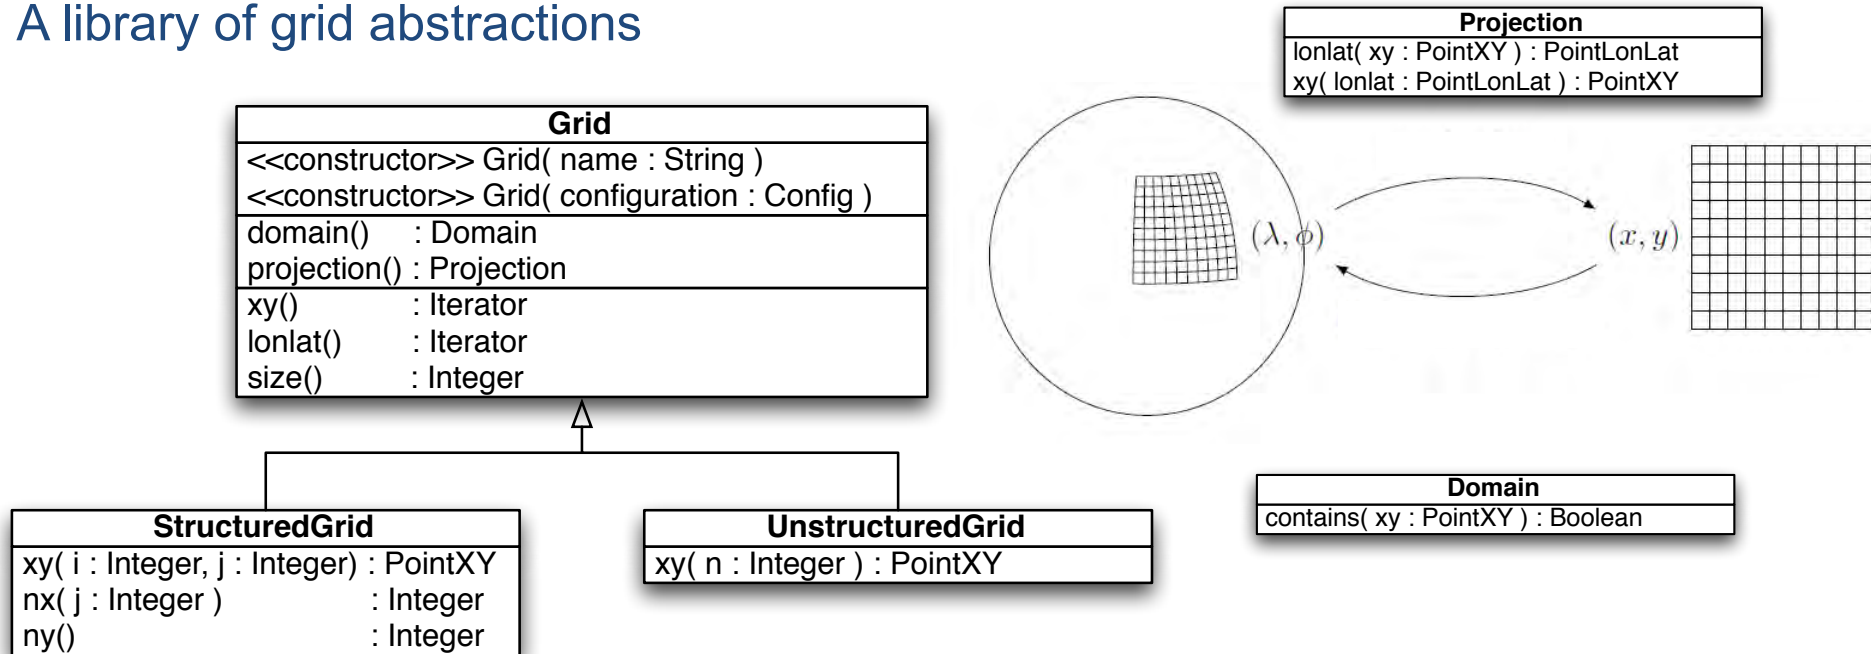 A library of grid abstractions
Projection
lonlat( xy : PointXY ) : PointLonLat
xy( lonlat : PointLonLat ) : PointXY
Grid
<<constructor>> Grid( name : String )
<<constructor>> Grid( configuration : Config )
domain() : Domain
projection() : Projection
xy() : Iterator
lonlat() : Iterator
size() : Integer
(λ, ϕ)
(x, y)
StructuredGrid
xy( i : Integer, j : Integer) : PointXY
nx( j : Integer ) : Integer
ny() : Integer
UnstructuredGrid
xy( n : Integer ) : PointXY
Domain
contains( xy : PointXY ) : Boolean